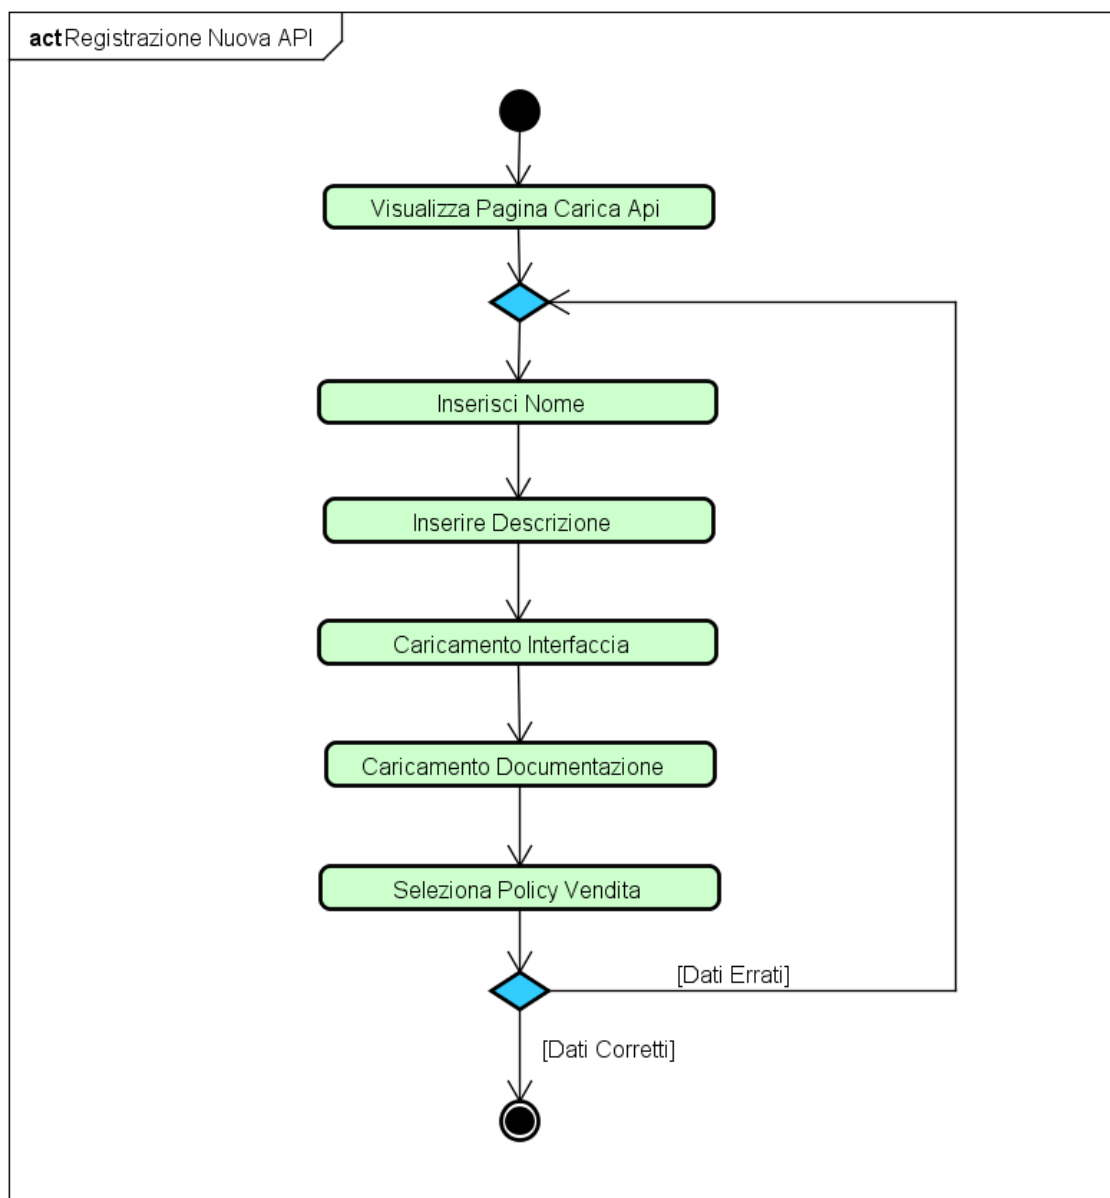 act Registrazione Nuova API
Visualizza Pagina Carica Api
Inserisci Nome
Inserire Descrizione
Caricamento Interfaccia
Caricamento Documentazione
Seleziona Policy Vendita
[Dati Errati]
[Dati Corretti]